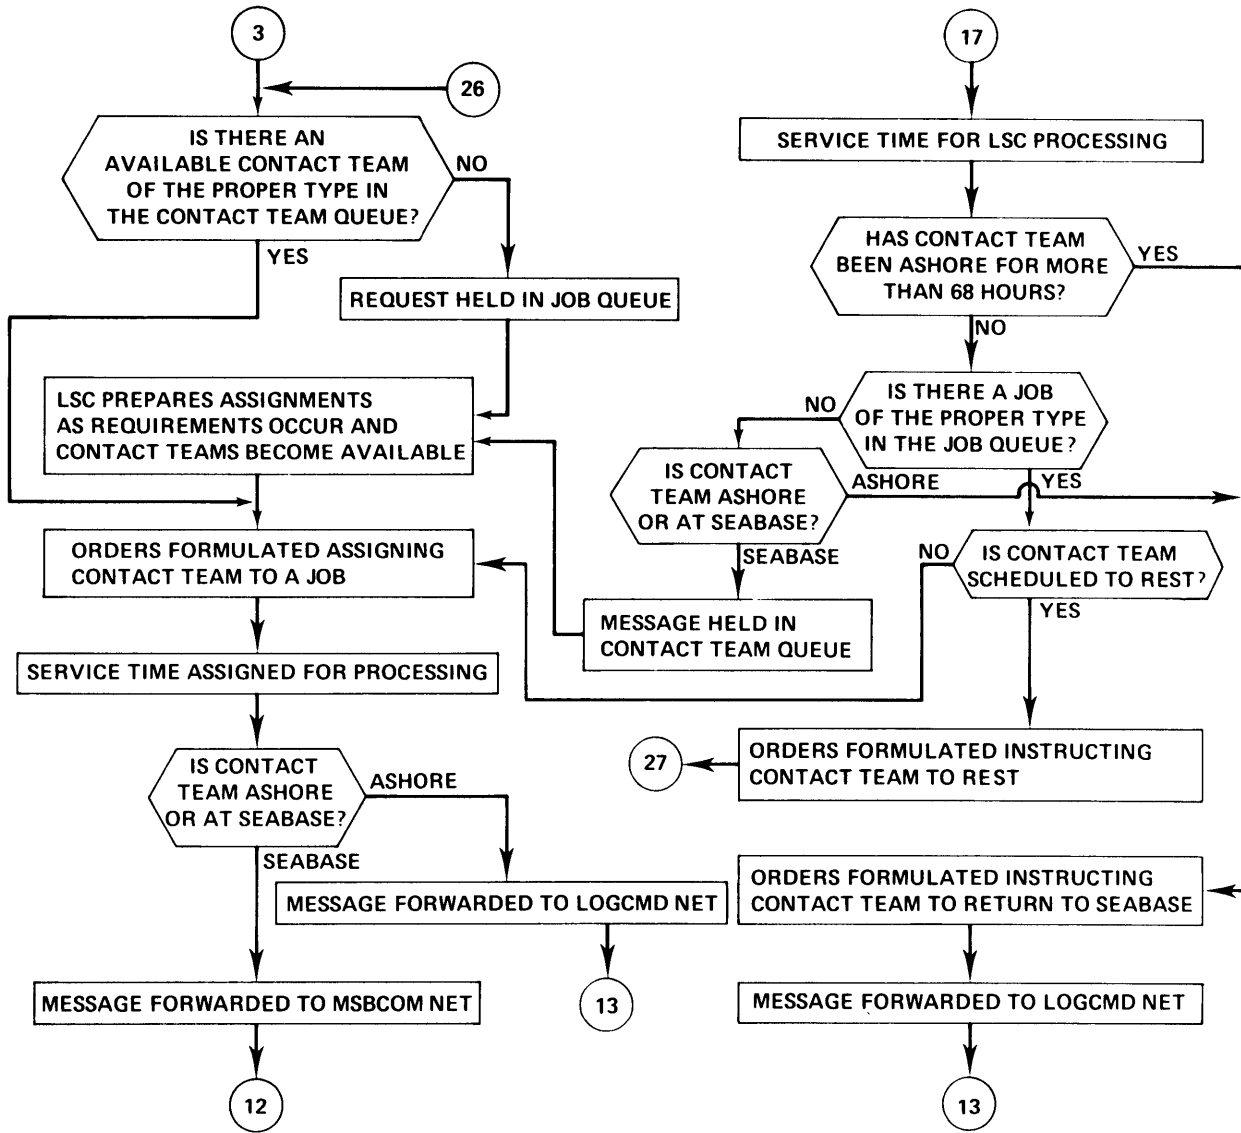 3
26
IS THERE AN
AVAILABLE CONTACT TEAM
OF THE PROPER TYPE IN
THE CONTACT TEAM QUEUE?
NO
YES
REQUEST HELD IN JOB QUEUE
LSC PREPARES ASSIGNMENTS
AS REQUIREMENTS OCCUR AND
CONTACT TEAMS BECOME AVAILABLE
ORDERS FORMULATED ASSIGNING
CONTACT TEAM TO A JOB
SERVICE TIME ASSIGNED FOR PROCESSING
IS CONTACT
TEAM ASHORE
OR AT SEABASE?
ASHORE
SEABASE
MESSAGE FORWARDED TO LOGCMD NET
13
MESSAGE FORWARDED TO MSBCOM NET
12
17
SERVICE TIME FOR LSC PROCESSING
HAS CONTACT TEAM
BEEN ASHORE FOR MORE
THAN 68 HOURS?
YES
NO
IS THERE A JOB
OF THE PROPER TYPE
IN THE JOB QUEUE?
NO
YES
IS CONTACT
TEAM ASHORE
OR AT SEABASE?
ASHORE
SEABASE
MESSAGE HELD IN
CONTACT TEAM QUEUE
IS CONTACT TEAM
SCHEDULED TO REST?
NO
YES
ORDERS FORMULATED INSTRUCTING
CONTACT TEAM TO REST
27
ORDERS FORMULATED INSTRUCTING
CONTACT TEAM TO RETURN TO SEABASE
MESSAGE FORWARDED TO LOGCMD NET
13